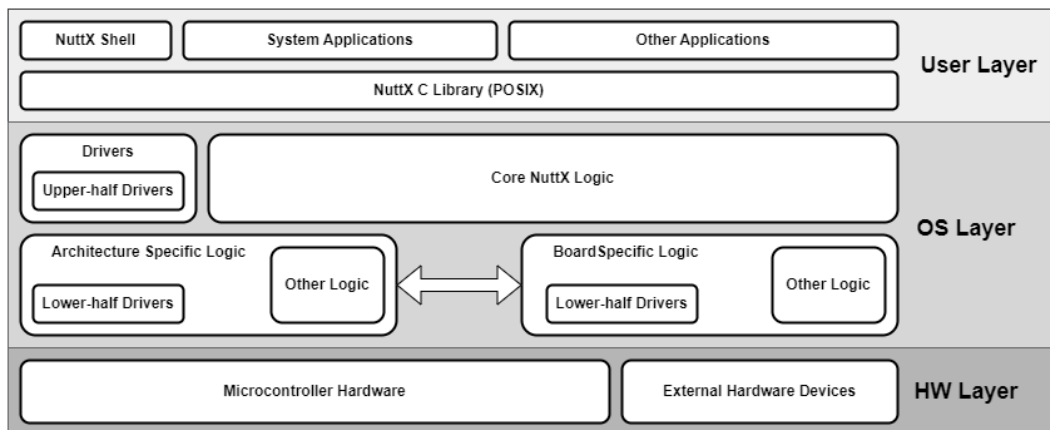 NuttX Shell
System Applications
Other Applications
User Layer
NuttX C Library (POSIX)
Drivers
Upper-half Drivers
Core NuttX Logic
OS Layer
Architecture Specific Logic
Other Logic
Lower-half Drivers
BoardSpecific Logic
Other Logic
Lower-half Drivers
Microcontroller Hardware
External Hardware Devices
HW Layer